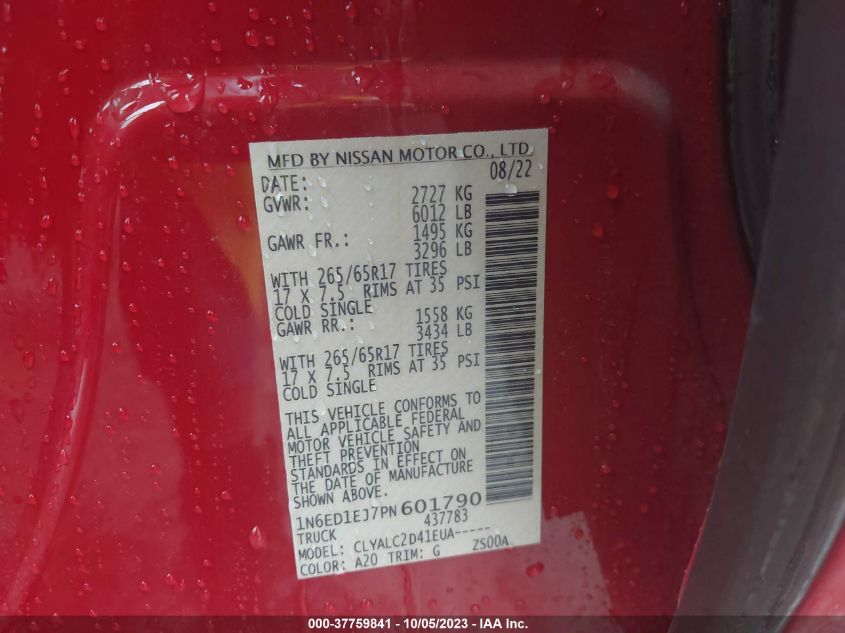 MFD BY NISSAN MOTOR CO., LTD.
DATE: 08/22
GVWR: 2727 KG
6012 LB
GAWR FR.: 1495 KG
3296 LB
WITH 265/65R17 TIRES
17 X 7.5 RIMS AT 35 PSI
COLD SINGLE
GAWR RR.: 1558 KG
3434 LB
WITH 265/65R17 TIRES
17 X 7.5 RIMS AT 35 PSI
COLD SINGLE
THIS VEHICLE CONFORMS TO
ALL APPLICABLE FEDERAL
MOTOR VEHICLE SAFETY AND
THEFT PREVENTION
STANDARDS IN EFFECT ON
THE DATE OF MANUFACTURE
SHOWN ABOVE.
1N6ED1EJ7PN601790
TRUCK 437783
MODEL: CLYALC2D41EUA-----
COLOR: A20 TRIM: G ZS00A
000-37759841 - 10/05/2023 - IAA Inc.